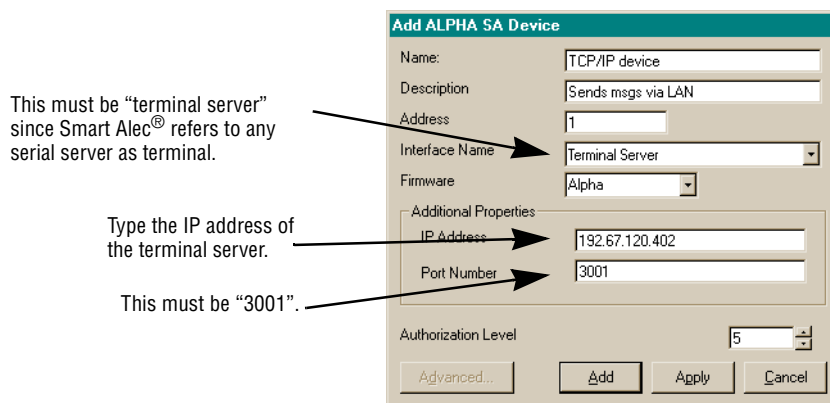 Add ALPHA SA Device
Name:
TCP/IP device
Description
Sends msgs via LAN
Address
1
This must be “terminal server”
since Smart Alec® refers to any
serial server as terminal.
Interface Name
Terminal Server
Firmware
Alpha
Additional Properties
Type the IP address of
the terminal server.
IP Address
192.67.120.402
Port Number
3001
This must be “3001”.
Authorization Level
5
Advanced...
Add
Apply
Cancel